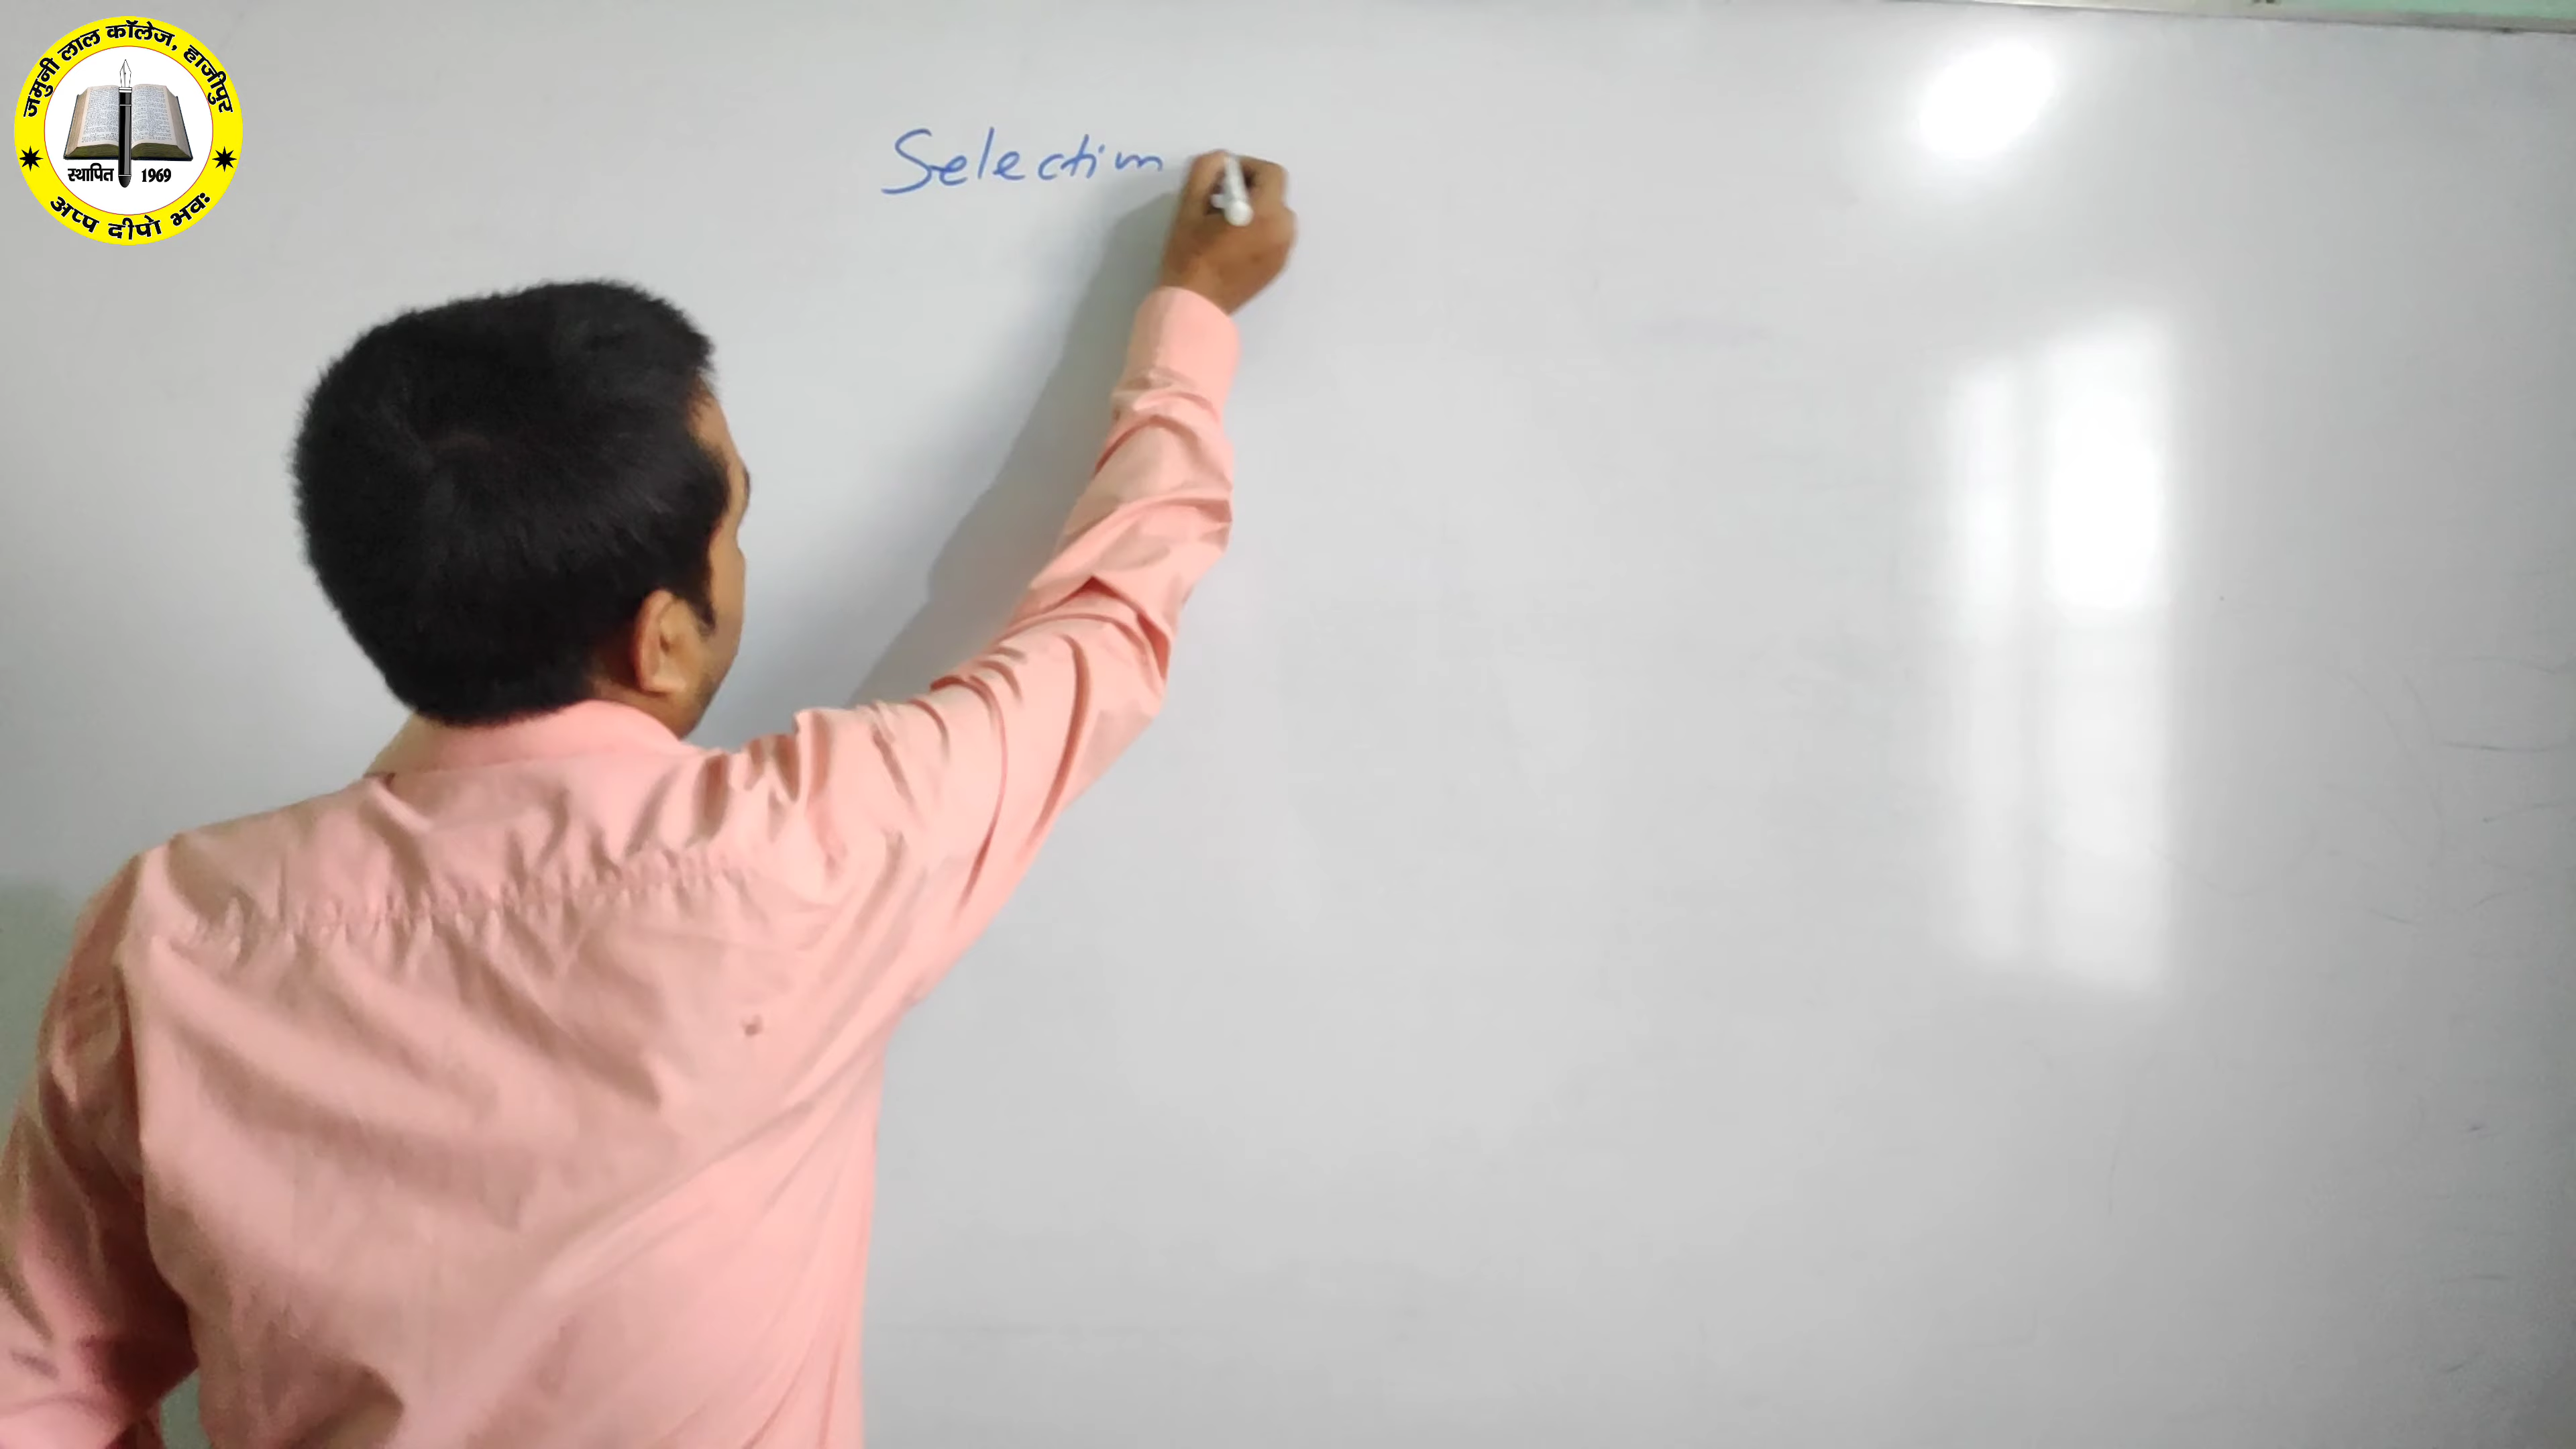 जमुनी लाल कॉलेज, हाजीपुर
स्थापित 1969
अप्प दीपो भवः
Selection